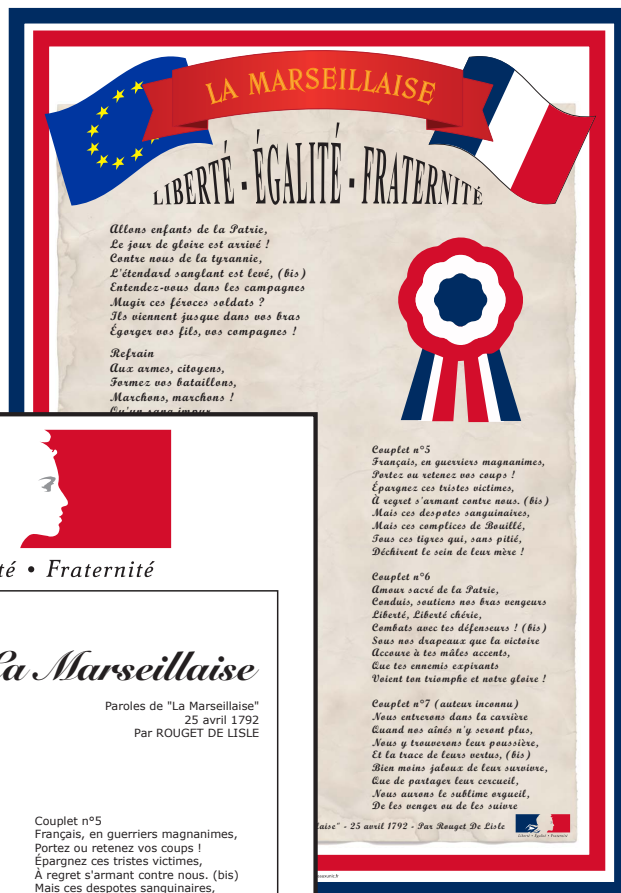 LA MARSEILLAISE
LIBERTÉ - ÉGALITÉ - FRATERNITÉ
Allons enfants de la Patrie,
Le jour de gloire est arrivé !
Contre nous de la tyrannie,
L'étendard sanglant est levé, (bis)
Entendez-vous dans les campagnes
Mugir ces féroces soldats ?
Ils viennent jusque dans vos bras
Égorger vos fils, vos compagnes !
Refrain
Aux armes, citoyens,
Formez vos bataillons,
Marchons, marchons !
Qu'un sang impur
Couplet n°5
Français, en guerriers magnanimes,
Portez ou retenez vos coups !
Épargnez ces tristes victimes,
À regret s'armant contre nous. (bis)
Mais ces despotes sanguinaires,
Mais ces complices de Bouillé,
Tous ces tigres qui, sans pitié,
Déchirent le sein de leur mère !
Couplet n°6
Amour sacré de la Patrie,
Conduis, soutiens nos bras vengeurs
Liberté, Liberté chérie,
Combats avec tes défenseurs ! (bis)
Sous nos drapeaux que la victoire
Accoure à tes mâles accents,
Que tes ennemis expirants
Voient ton triomphe et notre gloire !
Couplet n°7 (auteur inconnu)
Nous entrerons dans la carrière
Quand nos aînés n'y seront plus,
Nous y trouverons leur poussière,
Et la trace de leurs vertus, (bis)
Bien moins jaloux de leur survivre,
Que de partager leur cercueil,
Nous aurons le sublime orgueil,
De les venger ou de les suivre
laise" - 25 avril 1792 - Par Rouget De Lisle
Liberté • Égalité • Fraternité
té • Fraternité
La Marseillaise
Paroles de "La Marseillaise"
25 avril 1792
Par ROUGET DE LISLE
Couplet n°5
Français, en guerriers magnanimes,
Portez ou retenez vos coups !
Épargnez ces tristes victimes,
À regret s'armant contre nous. (bis)
Mais ces despotes sanguinaires,